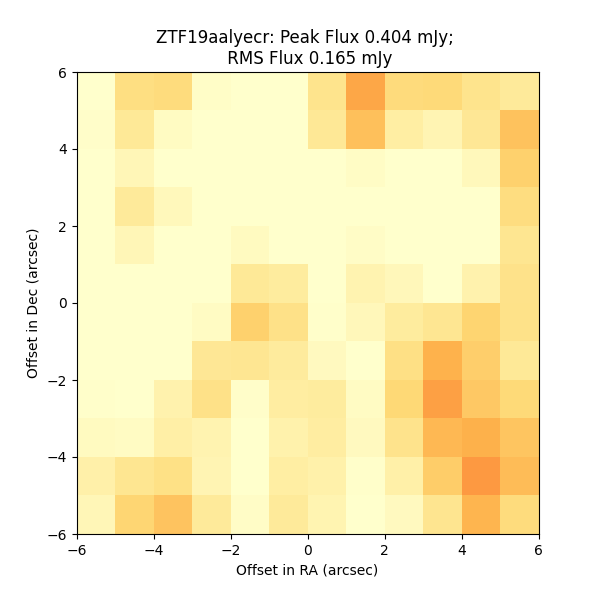 ZTF19aalyecr: Peak Flux 0.404 mJy;
RMS Flux 0.165 mJy
6
4
2
0
−2
−4
−6
Offset in Dec (arcsec)
−6 −4 −2 0 2 4 6
Offset in RA (arcsec)